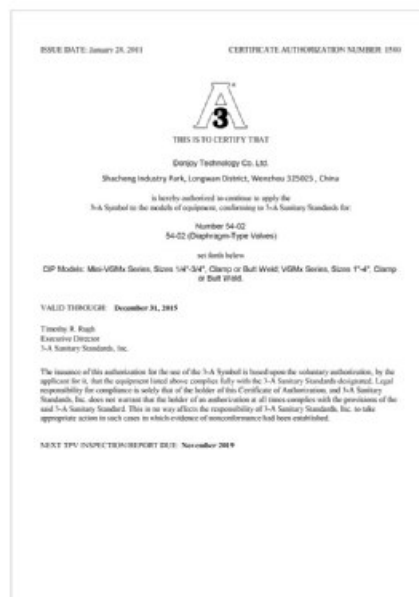 ISSUE DATE: January 28, 2011 CERTIFICATE AUTHORIZATION NUMBER 1500
A
3
THIS IS TO CERTIFY THAT
Donjoy Technology Co. Ltd.
Shacheng Industry Park, Longwan District, Wenzhou 325025, China
is hereby authorized to continue to apply the
3-A Symbol to the models of equipment, conforming to 3-A Sanitary Standards for:
Number 54-02
54-02 (Diaphragm-Type Valves)
set forth below
CIP Models: Mini-VGMx Series, Sizes 1/4"-3/4", Clamp or Butt Weld; VGMx Series, Sizes 1"-4", Clamp
or Butt Weld.
VALID THROUGH: December 31, 2015
Timothy R. Rugh
Executive Director
3-A Sanitary Standards, Inc.
The issuance of this authorization for the use of the 3-A Symbol is based upon the voluntary authorization, by the
applicant for it, that the equipment listed above complies fully with the 3-A Sanitary Standards designated. Legal
responsibility for compliance is solely that of the holder of this Certificate of Authorization, and 3-A Sanitary
Standards, Inc. does not warrant that the holder of an authorization at all times complies with the provisions of the
said 3-A Sanitary Standard. This in no way affects the responsibility of 3-A Sanitary Standards, Inc. to take
appropriate action in such cases in which evidence of nonconformance had been established.
NEXT TPV INSPECTION/REPORT DUE: November 2019